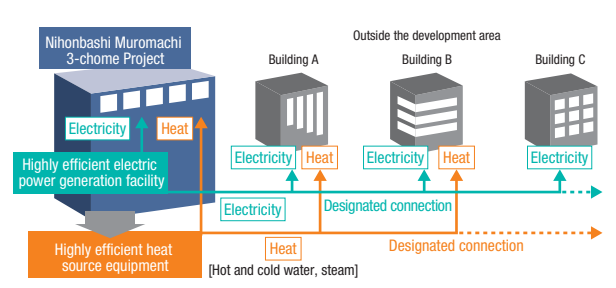 Nihonbashi Muromachi
3-chome Project
Outside the development area
Building A
Building B
Building C
Electricity
Heat
Highly efficient electric
power generation facility
Electricity
Heat
Electricity
Heat
Electricity
Electricity
Designated connection
Highly efficient heat
source equipment
Heat
Designated connection
[Hot and cold water, steam]